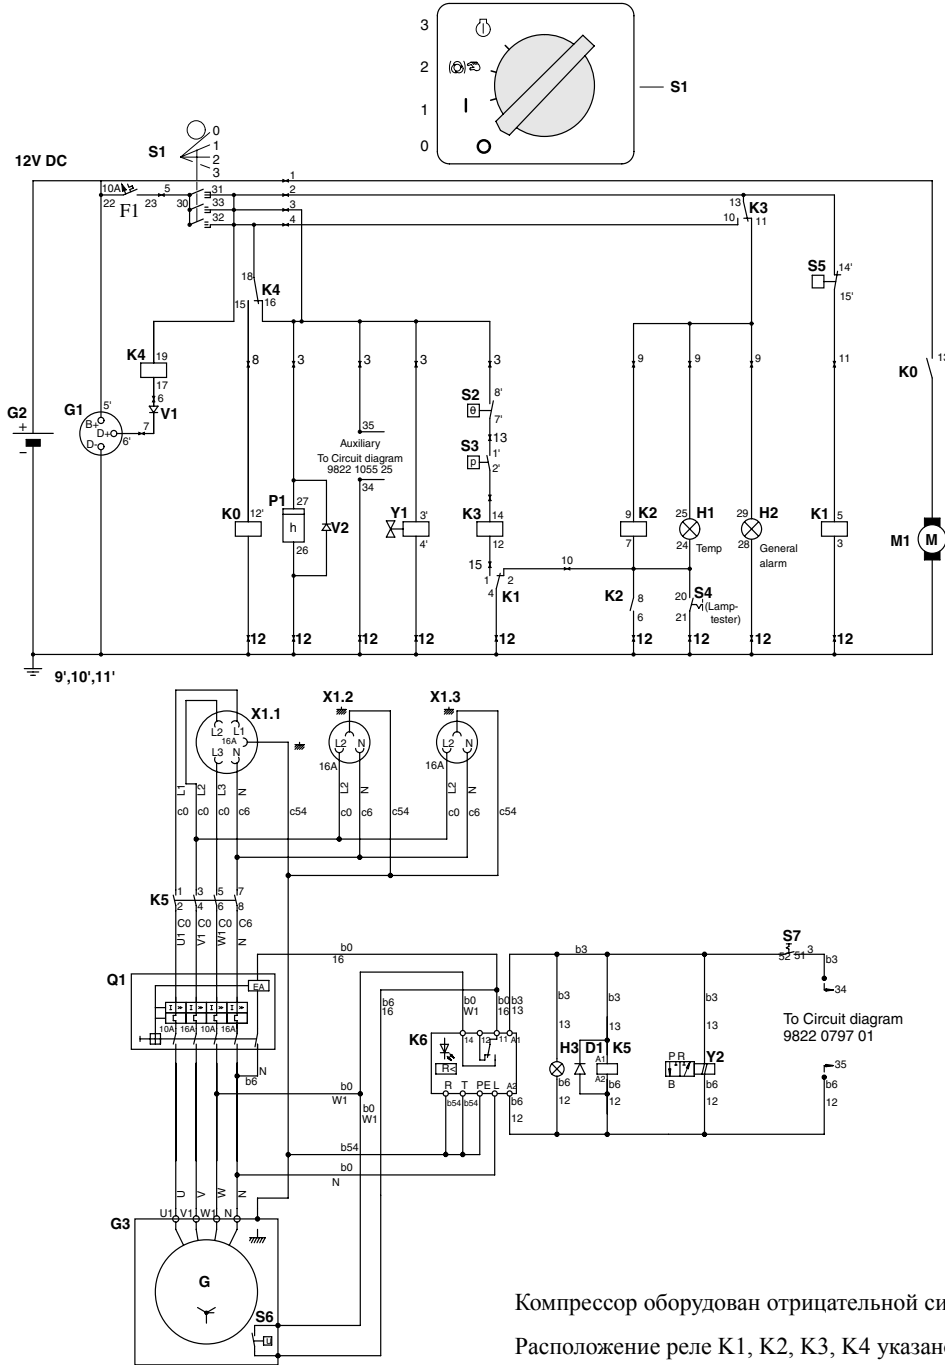 3
2
1
0
S1
S1
0
1
2
3
12V DC
10A
22
F1
23
5
30
31
33
32
1
2
3
4
13
10
11
K3
S5
14'
15'
18
K4
15
16
K4
19
17
6
V1
7
G2
+
−
G1
5'
B+
D+
D-
6'
8
3
3
3
3
9
9
9
11
K0
13
35
Auxiliary
To Circuit diagram
9822 1055 25
34
S2
θ
8'
7'
13
S3
p
1'
2'
K0
12'
P1
27
h
26
V2
Y1
3'
4'
K3
14
12
15
1
2
4
K1
10
K2
9
7
H1
25
24
Temp
H2
29
28
General
alarm
K1
5
3
M1
M
K2
8
6
S4
20
21
(Lamp-
tester)
12
12
12
12
12
12
12
12
12
9',10',11'
X1.1
L2
L1
16A
L3
N
X1.2
L2
N
16A
X1.3
L2
N
16A
L1
L2
L3
N
c0
c0
c0
c6
c54
L2
N
c0
c6
c54
L2
N
c0
c6
c54
K5
1
3
5
7
2
4
6
8
C0
C0
C0
C6
U1
V1
W1
N
Q1
EA
I
I
I
I
10A
16A
10A
16A
N
b6
b0
16
b6
16
b0
W1
b0
16
b3
13
K6
14
12
11
A1
R<
R
T
PE
L
A2
b54
b54
b6
12
b0
W1
b0
W1
b54
b0
N
b3
S7
52
51
3
b3
34
b3
13
b3
13
b3
13
To Circuit diagram
9822 0797 01
H3
D1
K5
A1
A2
Y2
P R
B
b6
12
b6
12
b6
12
b6
12
35
U
V
W
N
U1
V1
W1
N
G3
G
S6
Компрессор оборудован отрицательной си
Расположение реле К1, К2, К3, К4 указан